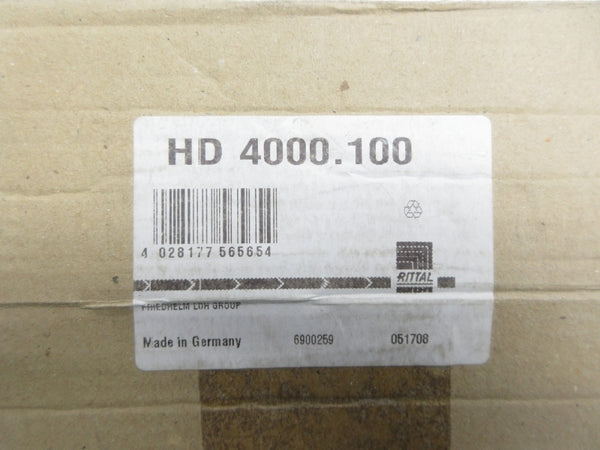 HD 4000.100
4 028177 565654
RITTAL
FRIEDHELM LOH GROUP
Made in Germany 6900259 051708